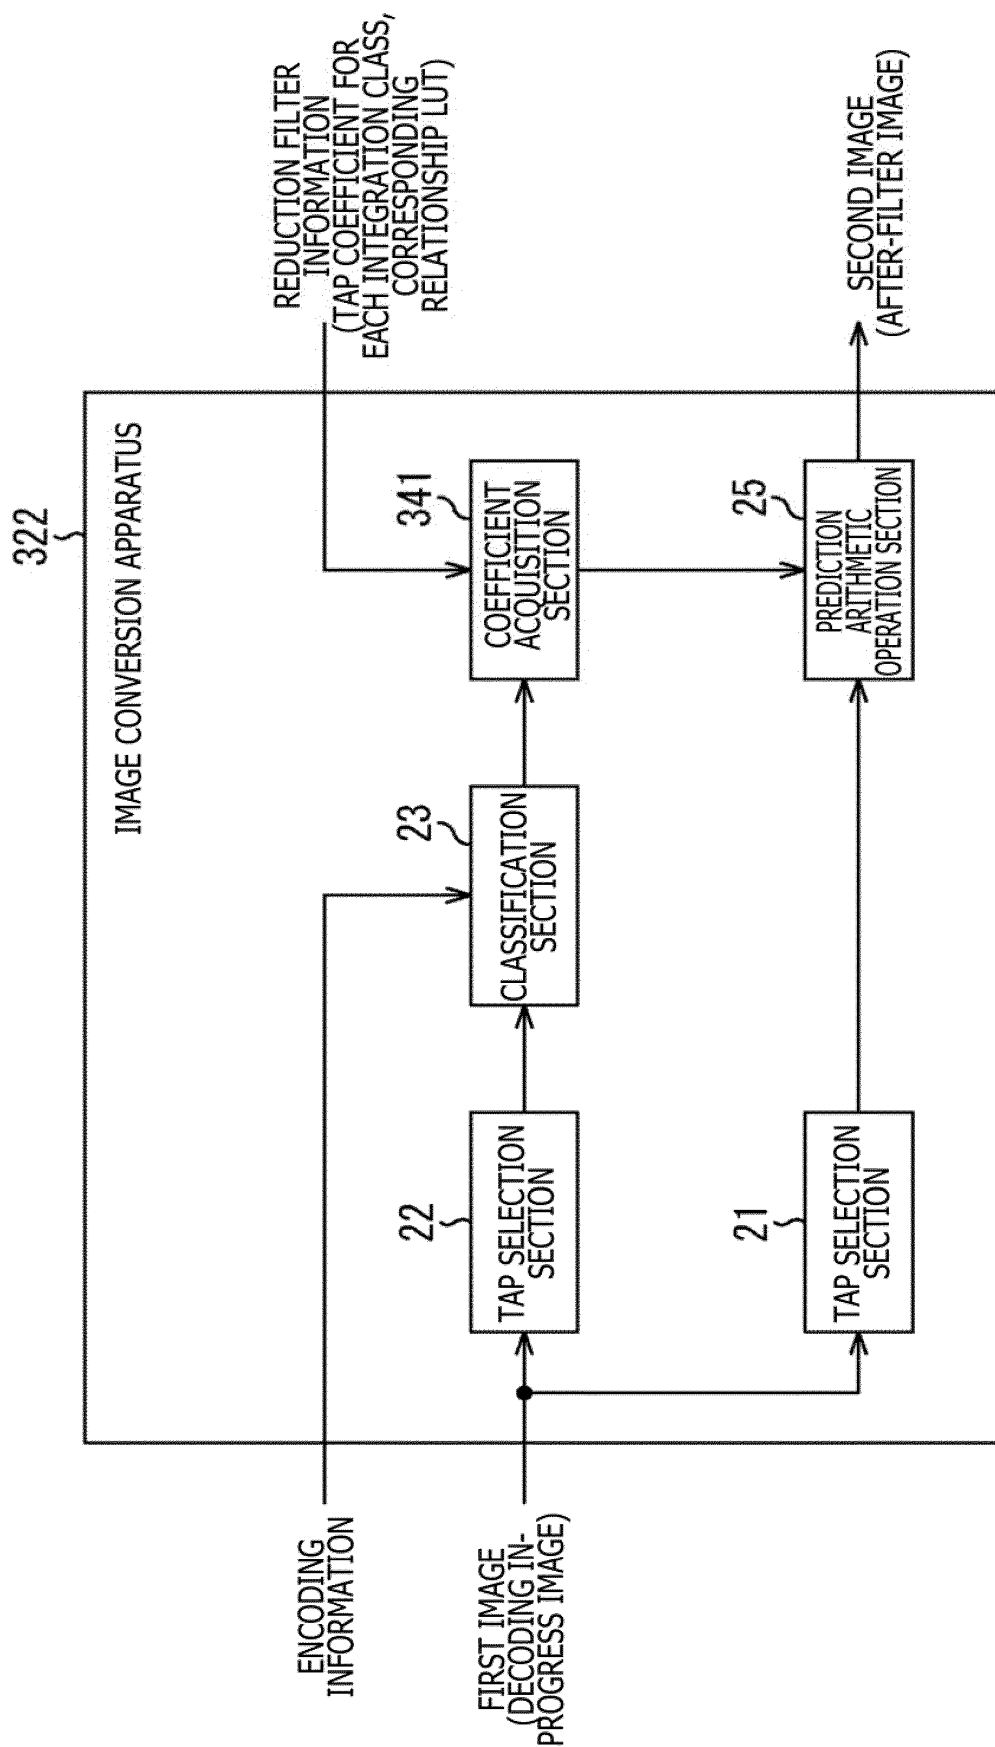 322
IMAGE CONVERSION APPARATUS
ENCODING
INFORMATION
REDUCTION FILTER
INFORMATION
(TAP COEFFICIENT FOR
EACH INTEGRATION CLASS,
CORRESPONDING
RELATIONSHIP LUT)
FIRST IMAGE
(DECODING IN-
PROGRESS IMAGE)
22
TAP SELECTION
SECTION
23
CLASSIFICATION
SECTION
341
COEFFICIENT
ACQUISITION
SECTION
21
TAP SELECTION
SECTION
25
PREDICTION
ARITHMETIC
OPERATION SECTION
SECOND IMAGE
(AFTER-FILTER IMAGE)